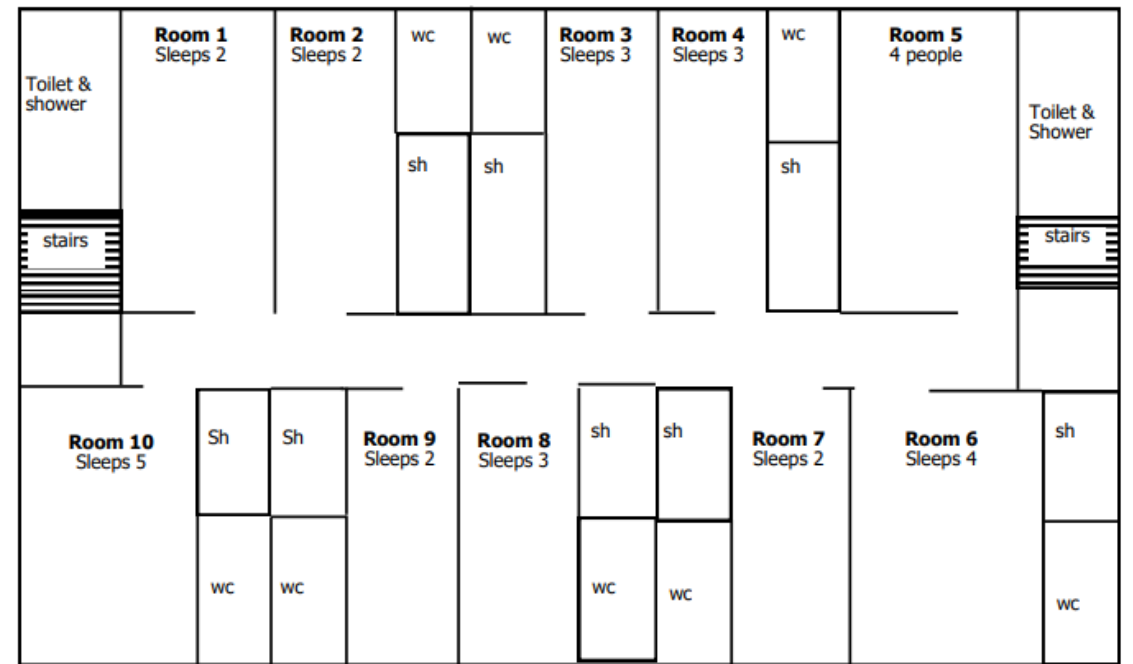 Room 1
Sleeps 2
Room 2
Sleeps 2
wc
wc
Room 3
Sleeps 3
Room 4
Sleeps 3
wc
Room 5
4 people
Toilet &
shower
Toilet &
Shower
sh
sh
sh
stairs
stairs
Room 10
Sleeps 5
Sh
Sh
Room 9
Sleeps 2
Room 8
Sleeps 3
sh
sh
Room 7
Sleeps 2
Room 6
Sleeps 4
sh
wc
wc
wc
wc
wc